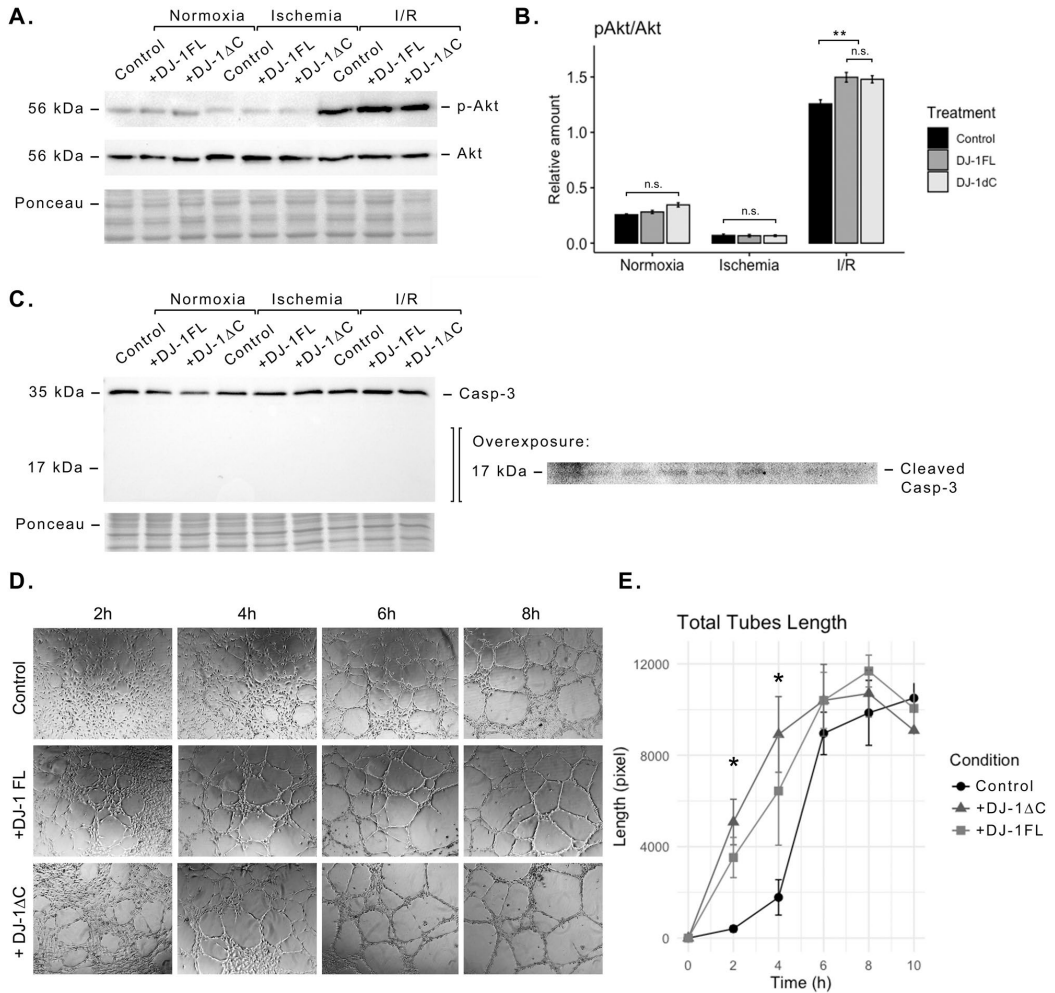 A.
Normoxia Ischemia I/R
Control +DJ-1FL +DJ-1ΔC Control +DJ-1FL +DJ-1ΔC Control +DJ-1FL +DJ-1ΔC
56 kDa – – p-Akt
56 kDa – – Akt
Ponceau –
B.
pAkt/Akt
Relative amount
1.5
1.0
0.5
0.0
n.s.
n.s.
**
n.s.
Normoxia Ischemia I/R
Treatment
Control
DJ-1FL
DJ-1dC
C.
Normoxia Ischemia I/R
Control +DJ-1FL +DJ-1ΔC Control +DJ-1FL +DJ-1ΔC Control +DJ-1FL +DJ-1ΔC
35 kDa – – Casp-3
17 kDa –
Overexposure:
17 kDa – – Cleaved
Casp-3
Ponceau –
D.
2h 4h 6h 8h
Control
+DJ-1 FL
+ DJ-1ΔC
E.
Total Tubes Length
Length (pixel)
12000
8000
4000
0
* *
0 2 4 6 8 10
Time (h)
Condition
Control
+DJ-1ΔC
+DJ-1FL